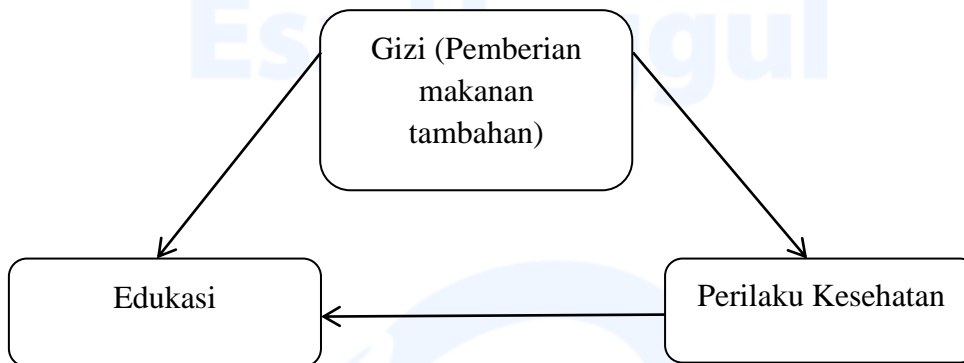 Gizi (Pemberian
makanan
tambahan)
Edukasi
Perilaku Kesehatan